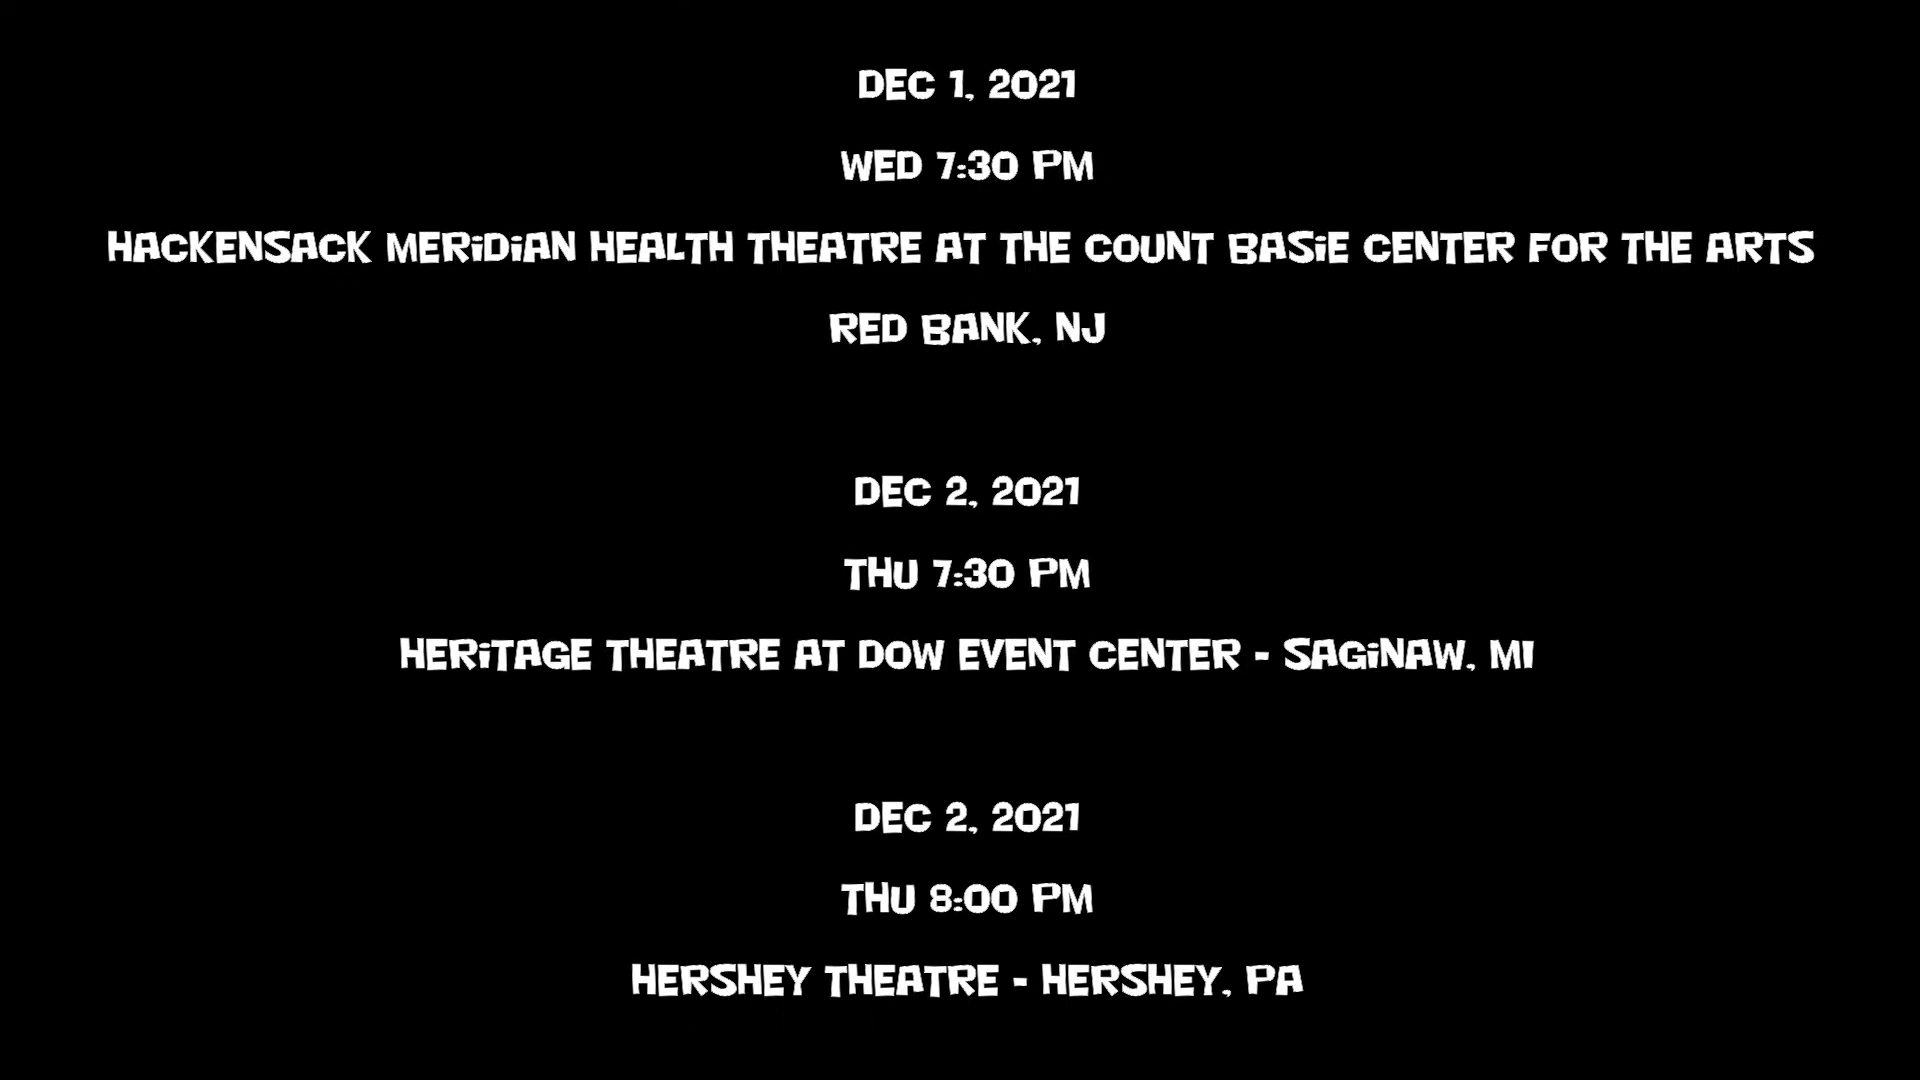 DEC 1, 2021
WED 7:30 PM
HACKENSACK MERiDiAN HEALTH THEATRE AT THE COUNT BASiE CENTER FOR THE ARTS
RED BANK, NJ
DEC 2, 2021
THU 7:30 PM
HERiTAGE THEATRE AT DOW EVENT CENTER - SAGiNAW, MI
DEC 2, 2021
THU 8:00 PM
HERSHEY THEATRE - HERSHEY, PA